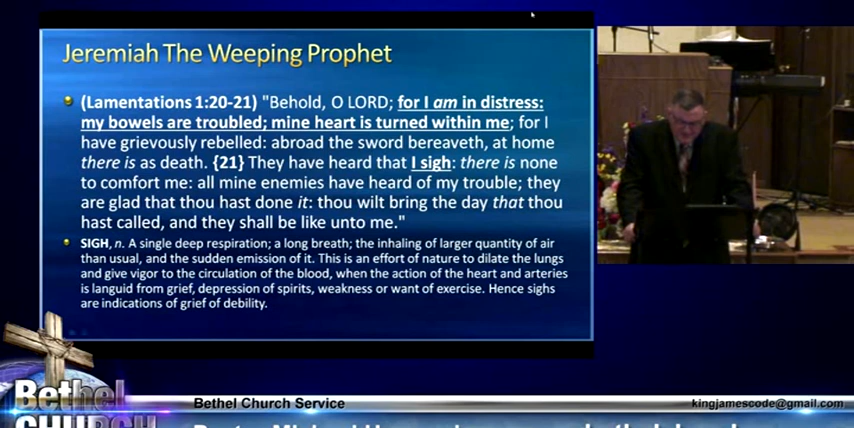 Jeremiah The Weeping Prophet
(Lamentations 1:20-21) "Behold, O LORD; for I am in distress:
my bowels are troubled; mine heart is turned within me; for I
have grievously rebelled: abroad the sword bereaveth, at home
there is as death. {21} They have heard that I sigh: there is none
to comfort me: all mine enemies have heard of my trouble; they
are glad that thou hast done it: thou wilt bring the day that thou
hast called, and they shall be like unto me."
SIGH, n. A single deep respiration; a long breath; the inhaling of larger quantity of air
than usual, and the sudden emission of it. This is an effort of nature to dilate the lungs
and give vigor to the circulation of the blood, when the action of the heart and arteries
is languid from grief, depression of spirits, weakness or want of exercise. Hence sighs
are indications of grief of debility.
Bethel
CHURCH
Bethel Church Service
kingjamescode@gmail.com